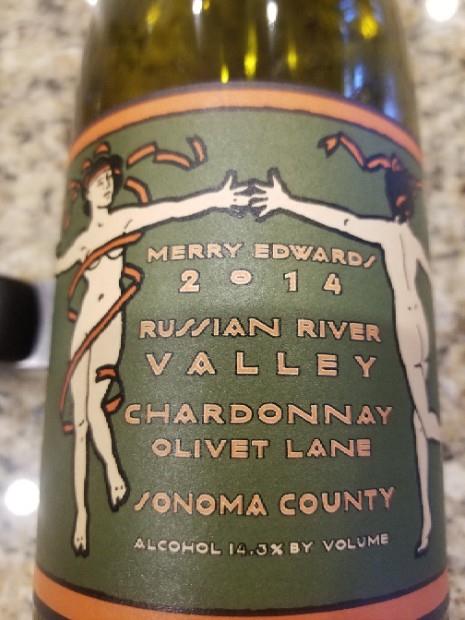 MERRY EDWARDS
2014
RUSSIAN RIVER
VALLEY
CHARDONNAY
OLIVET LANE
SONOMA COUNTY
ALCOHOL 14.3% BY VOLUME